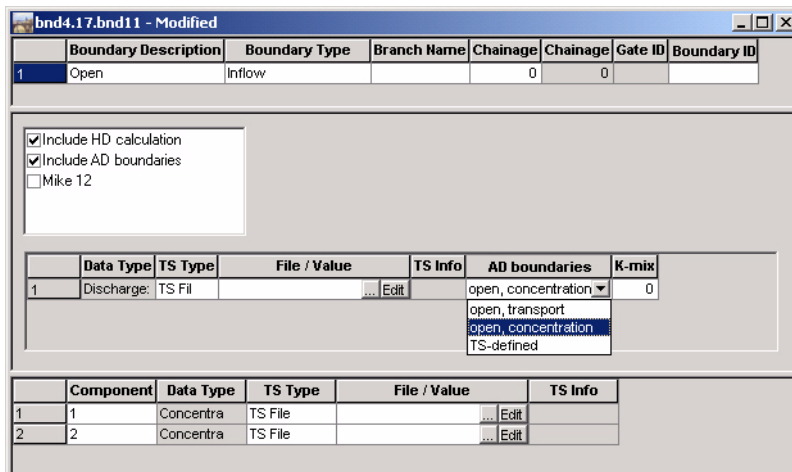 bnd4.17.bnd11 - Modified
Boundary Description Boundary Type Branch Name Chainage Chainage Gate ID Boundary ID
1 Open Inflow 0 0
Include HD calculation
Include AD boundaries
Mike 12
Data Type TS Type File / Value TS Info AD boundaries K-mix
1 Discharge: TS Fil ... Edit open, concentration 0
open, transport
open, concentration
TS-defined
Component Data Type TS Type File / Value TS Info
1 1 Concentra TS File ... Edit
2 2 Concentra TS File ... Edit